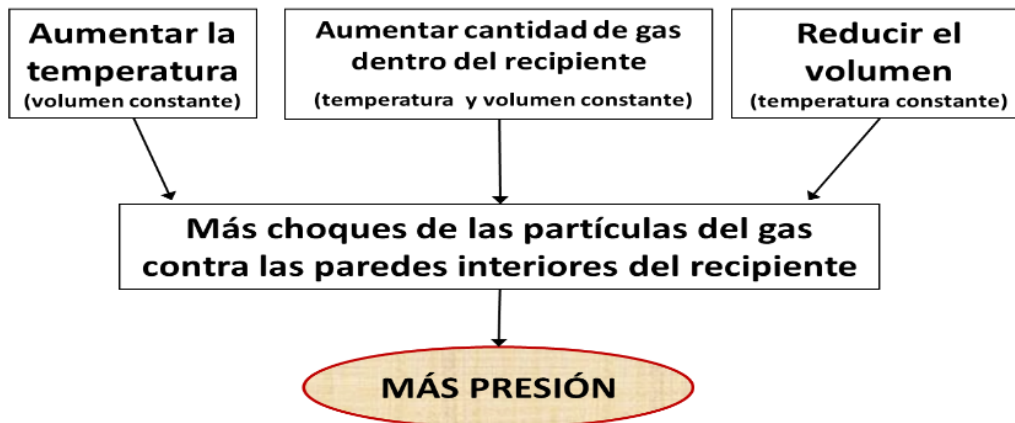 Aumentar la
temperatura
(volumen constante)
Aumentar cantidad de gas
dentro del recipiente
(temperatura y volumen constante)
Reducir el
volumen
(temperatura constante)
Más choques de las partículas del gas
contra las paredes interiores del recipiente
MÁS PRESIÓN